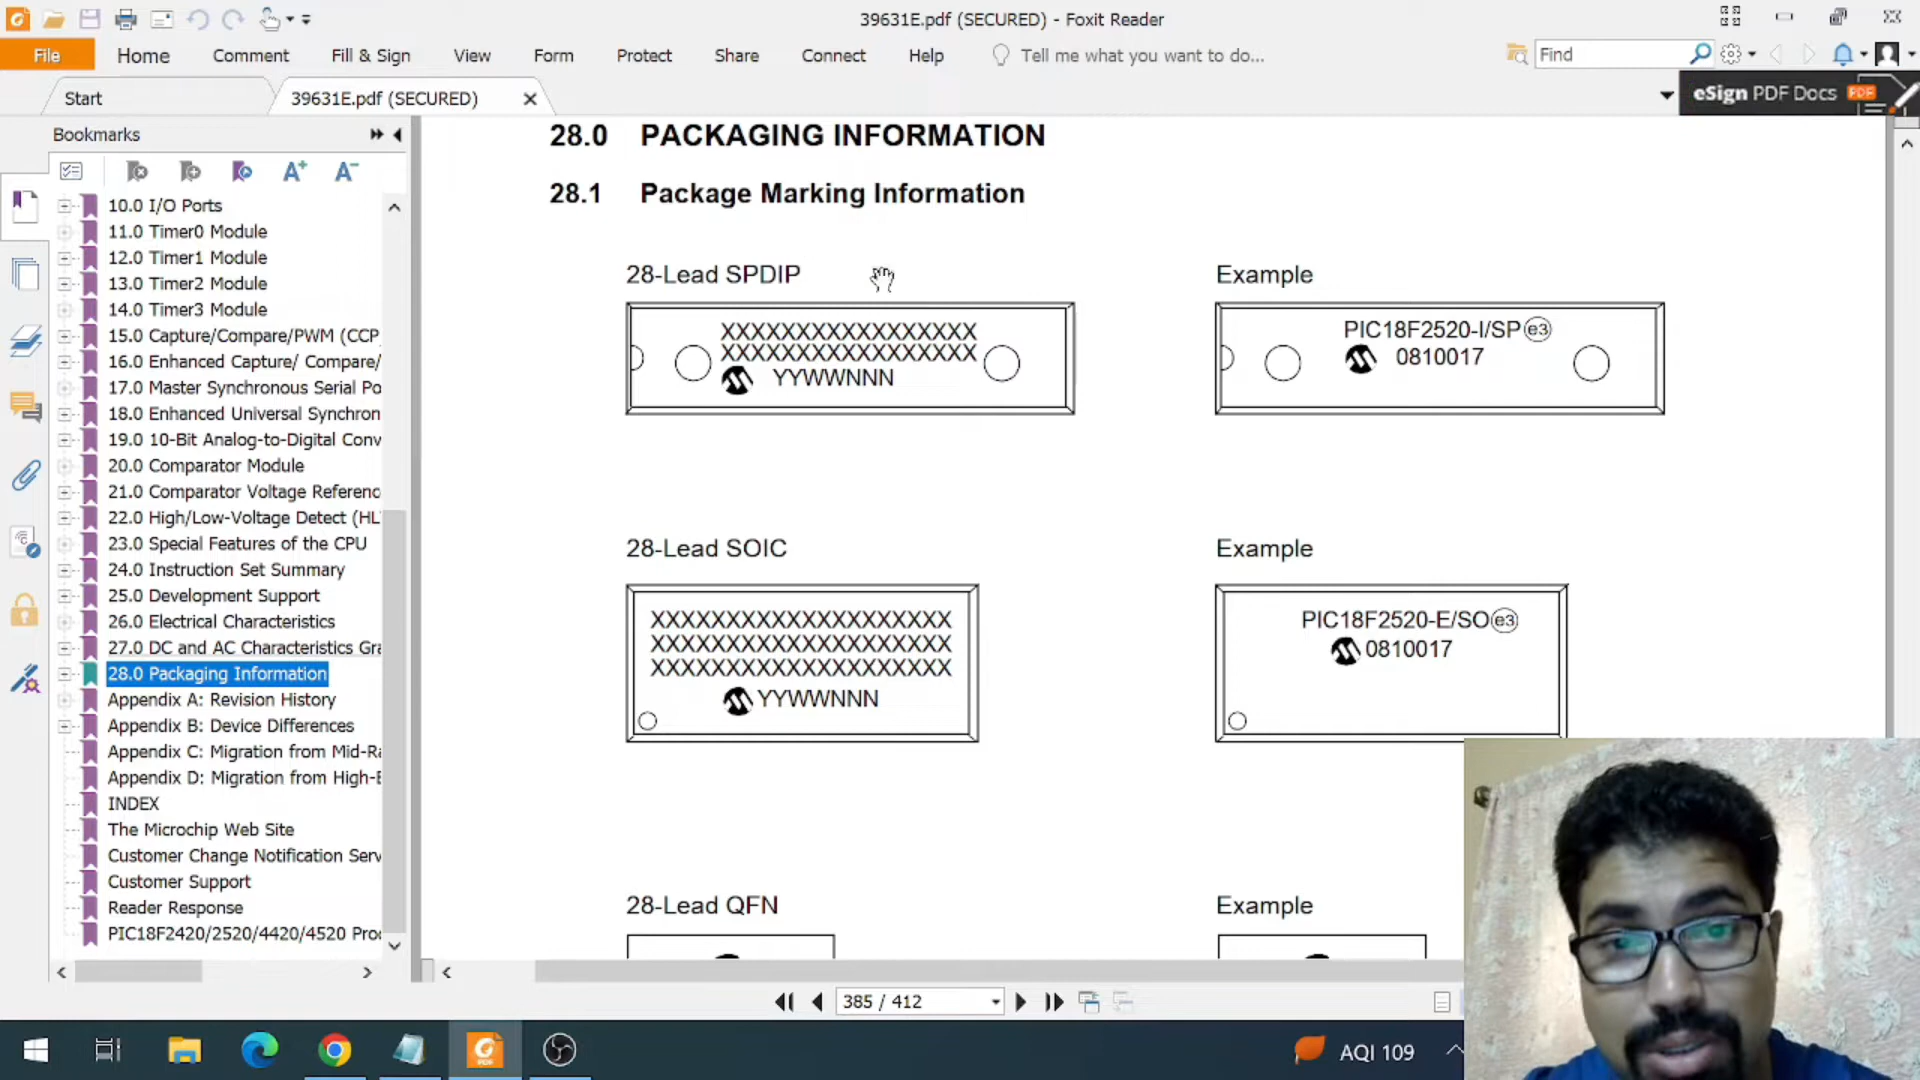 39631E.pdf (SECURED) - Foxit Reader
File Home Comment Fill & Sign View Form Protect Share Connect Help Tell me what you want to do... Find
Start 39631E.pdf (SECURED) eSign PDF Docs PDF
Bookmarks
A+ A-
10.0 I/O Ports
11.0 Timer0 Module
12.0 Timer1 Module
13.0 Timer2 Module
14.0 Timer3 Module
15.0 Capture/Compare/PWM (CCP
16.0 Enhanced Capture/ Compare/
17.0 Master Synchronous Serial Po
18.0 Enhanced Universal Synchron
19.0 10-Bit Analog-to-Digital Conv
20.0 Comparator Module
21.0 Comparator Voltage Referenc
22.0 High/Low-Voltage Detect (HL
23.0 Special Features of the CPU
24.0 Instruction Set Summary
25.0 Development Support
26.0 Electrical Characteristics
27.0 DC and AC Characteristics Gra
28.0 Packaging Information
Appendix A: Revision History
Appendix B: Device Differences
Appendix C: Migration from Mid-Ra
Appendix D: Migration from High-E
INDEX
The Microchip Web Site
Customer Change Notification Serv
Customer Support
Reader Response
PIC18F2420/2520/4420/4520 Proc
28.0 PACKAGING INFORMATION
28.1 Package Marking Information
28-Lead SPDIP
XXXXXXXXXXXXXXXXX
XXXXXXXXXXXXXXXXX
YYWWNNN
Example
PIC18F2520-I/SP e3
0810017
28-Lead SOIC
XXXXXXXXXXXXXXXXXXXX
XXXXXXXXXXXXXXXXXXXX
XXXXXXXXXXXXXXXXXXXX
YYWWNNN
Example
PIC18F2520-E/SO e3
0810017
28-Lead QFN
Example
385 / 412
PDF
AQI 109